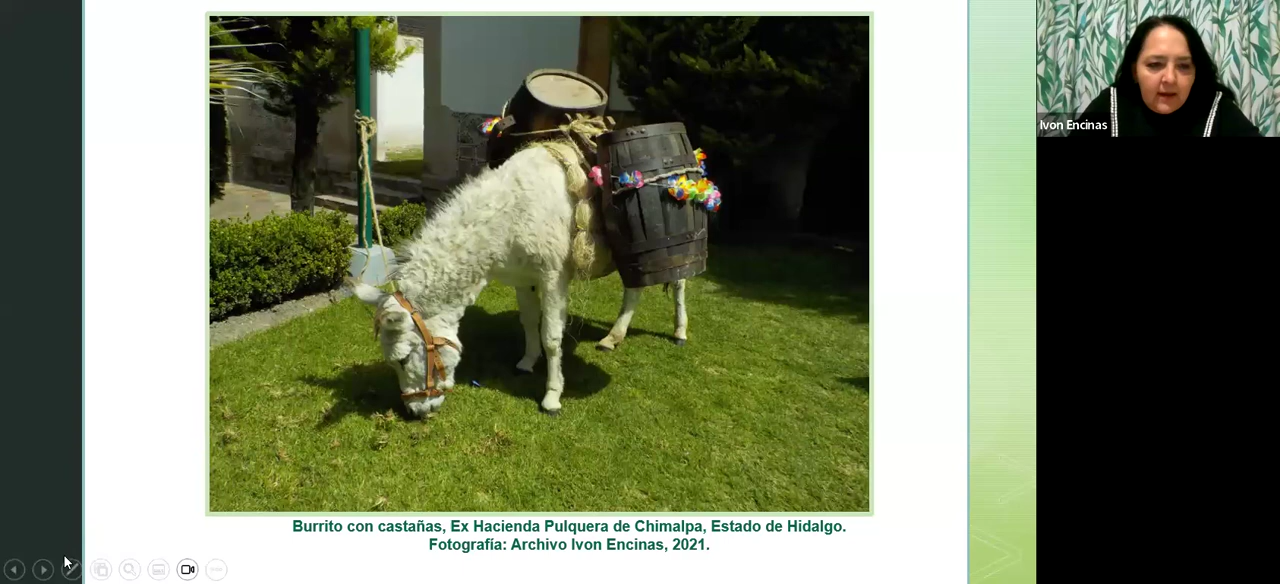 Ivon Encinas
Burrito con castañas, Ex Hacienda Pulquera de Chimalpa, Estado de Hidalgo.
Fotografía: Archivo Ivon Encinas, 2021.